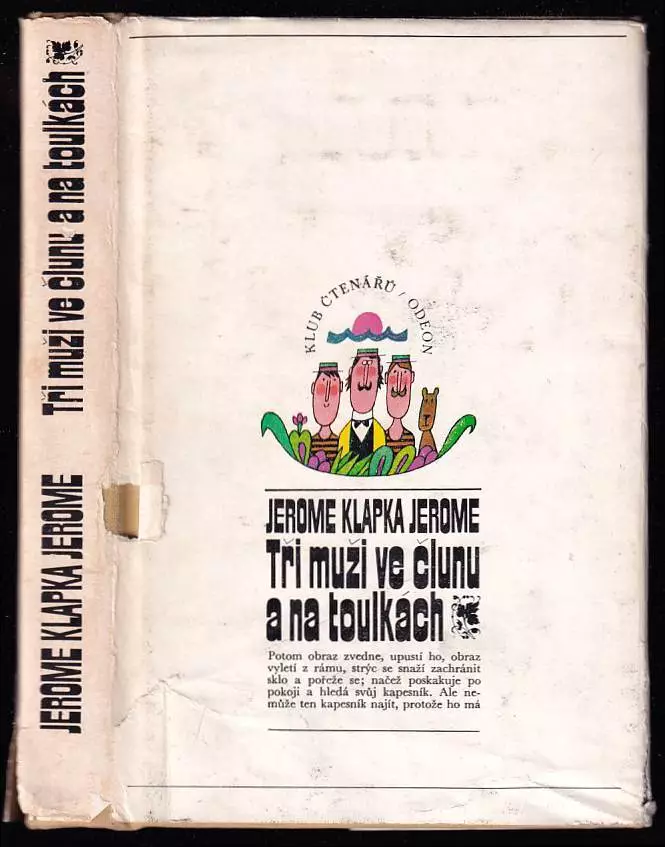 JEROME KLAPKA JEROME Tři muži ve člunu a na toulkách
KLUB ČTENÁŘŮ / ODEON
JEROME KLAPKA JEROME
Tři muži ve člunu
a na toulkách
Potom obraz zvedne, upustí ho, obraz
vyletí z rámu, strýc se snaží zachránit
sklo a pořeže se; načež poskakuje po
pokoji a hledá svůj kapesník. Ale ne-
může ten kapesník najít, protože ho má